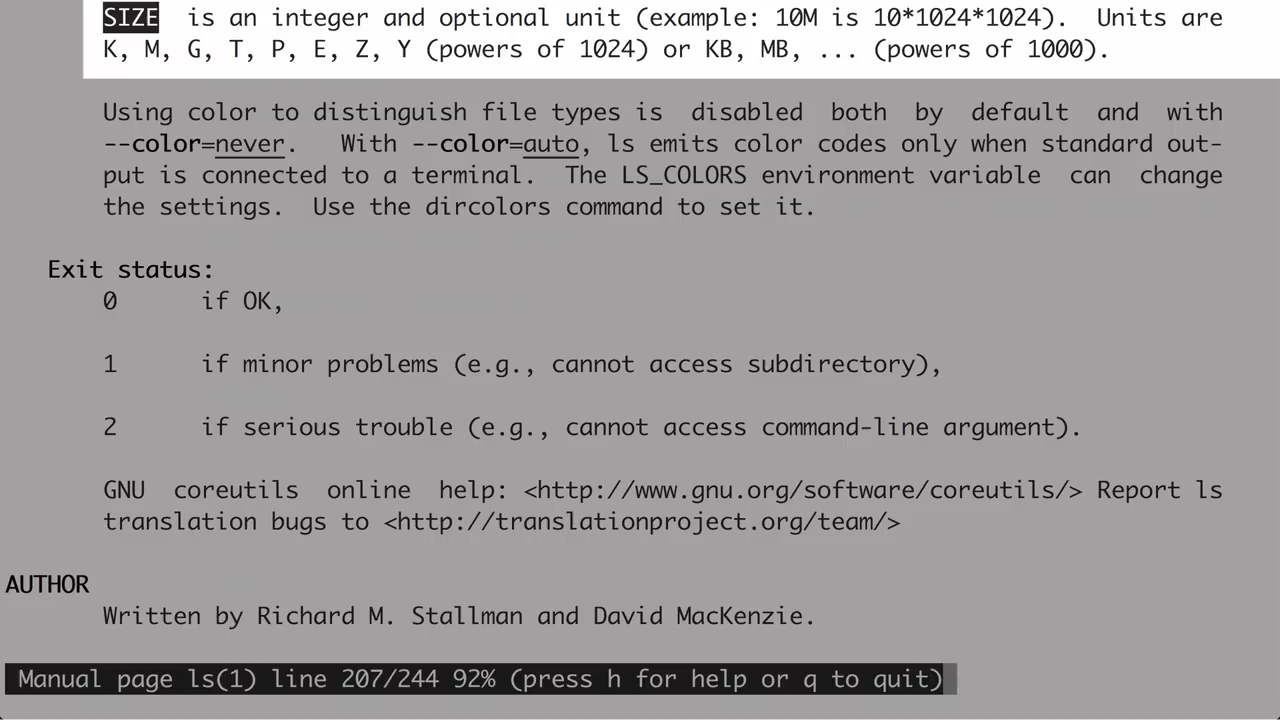 SIZE is an integer and optional unit (example: 10M is 10*1024*1024). Units are
K, M, G, T, P, E, Z, Y (powers of 1024) or KB, MB, ... (powers of 1000).
Using color to distinguish file types is disabled both by default and with
--color=never. With --color=auto, ls emits color codes only when standard out-
put is connected to a terminal. The LS_COLORS environment variable can change
the settings. Use the dircolors command to set it.
Exit status:
0 if OK,
1 if minor problems (e.g., cannot access subdirectory),
2 if serious trouble (e.g., cannot access command-line argument).
GNU coreutils online help: <http://www.gnu.org/software/coreutils/> Report ls
translation bugs to <http://translationproject.org/team/>
AUTHOR
Written by Richard M. Stallman and David MacKenzie.
Manual page ls(1) line 207/244 92% (press h for help or q to quit)